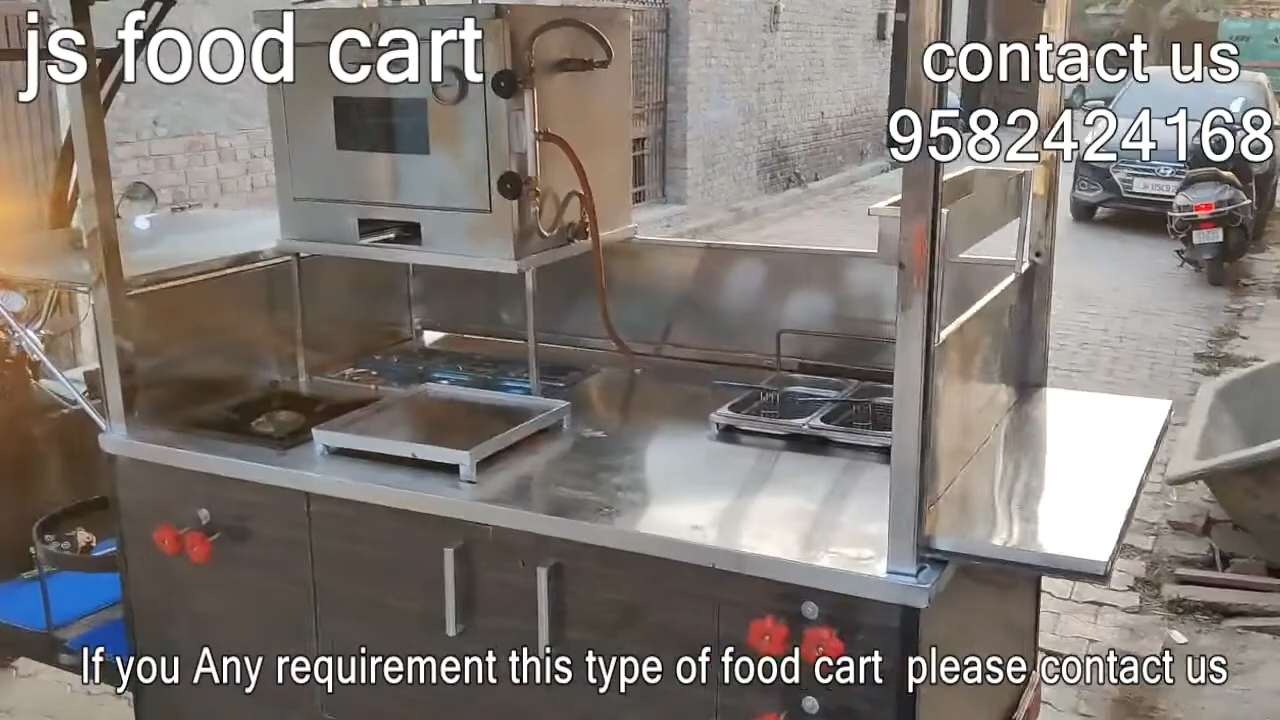 js food cart
contact us
9582424168
If you Any requirement this type of food cart please contact us